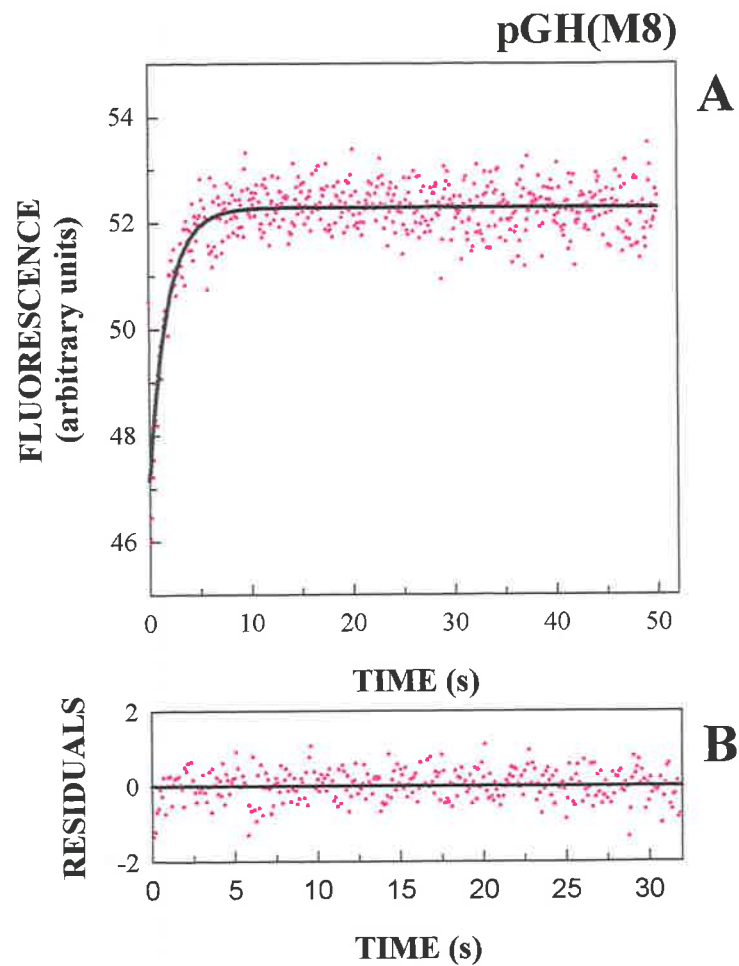 pGH(M8)
A
FLUORESCENCE
(arbitrary units)
54
52
50
48
46
0 10 20 30 40 50
TIME (s)
B
RESIDUALS
2
0
-2
0 5 10 15 20 25 30
TIME (s)